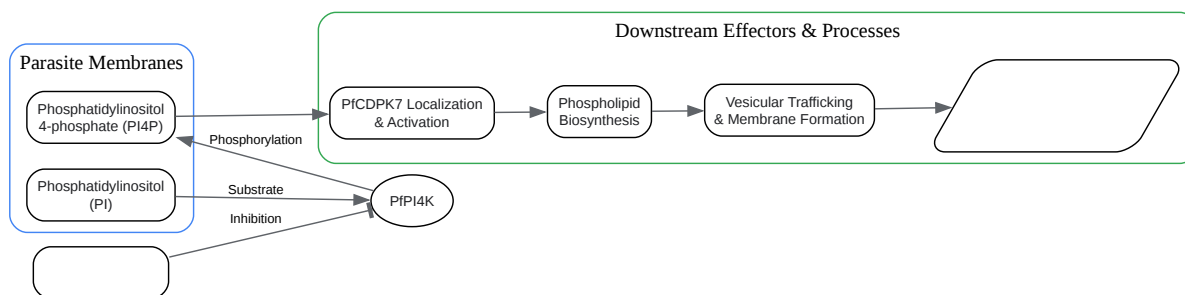 Downstream Effectors & Processes
Parasite Membranes
Phosphatidylinositol
4-phosphate (PI4P)
PfCDPK7 Localization
& Activation
Phospholipid
Biosynthesis
Vesicular Trafficking
& Membrane Formation
Phosphorylation
Phosphatidylinositol
(PI)
Substrate
PfPI4K
Inhibition